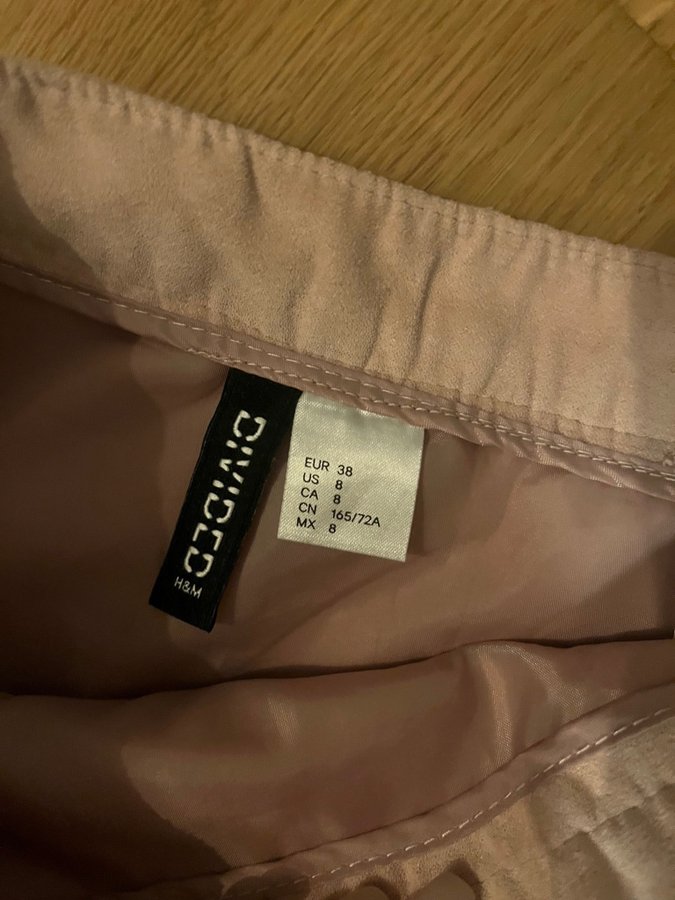 DIVIDED
H&M
EUR 38
US 8
CA 8
CN 165/72A
MX 8